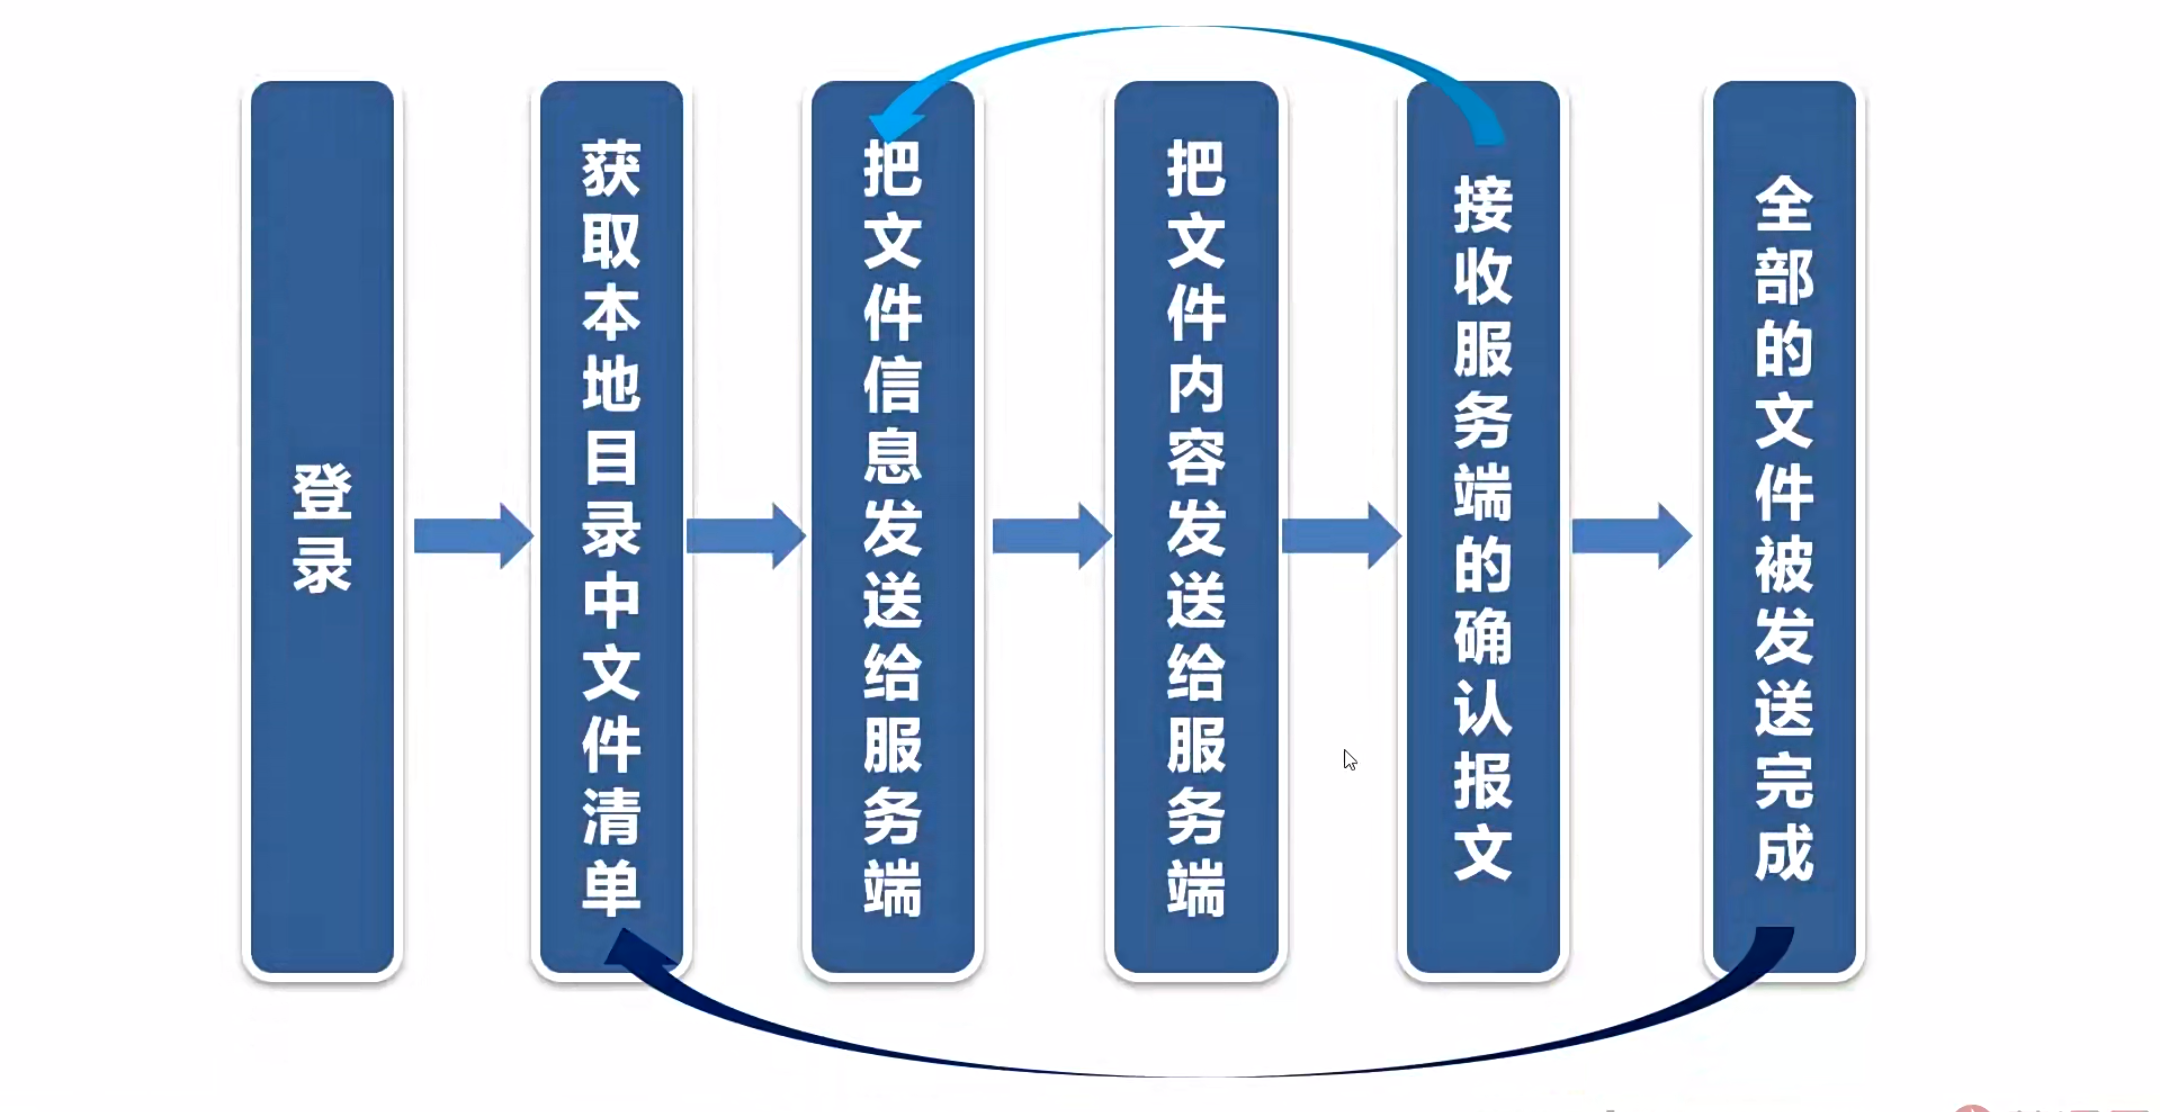 登录
获取本地目录中文件清单
把文件信息发送给服务端
把文件内容发送给服务端
接收服务端的确认报文
全部的文件被发送完成